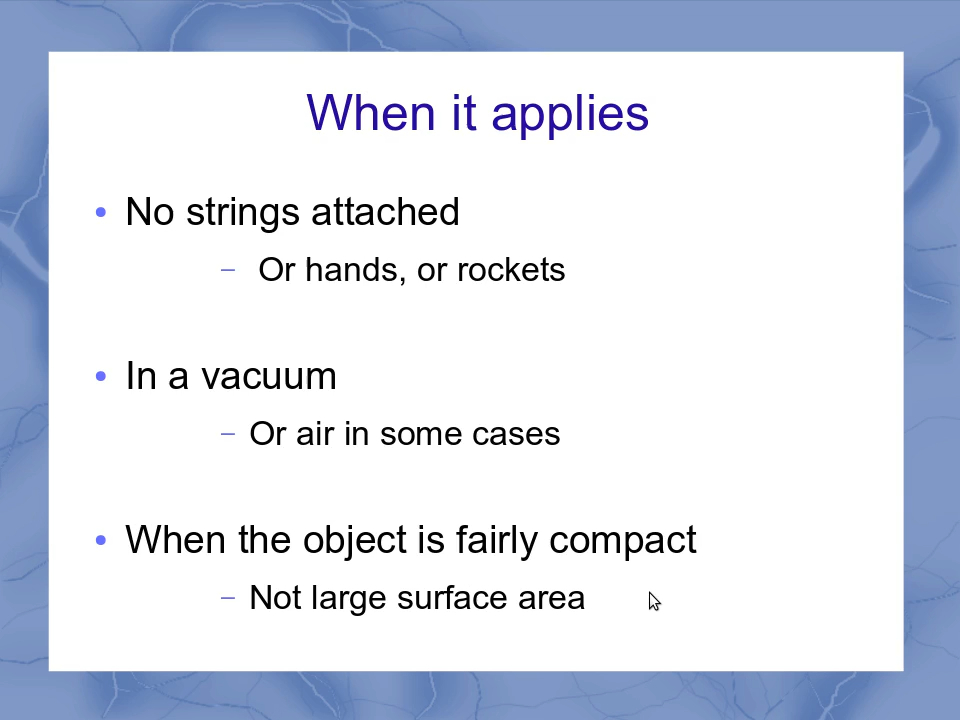 When it applies
• No strings attached
– Or hands, or rockets
• In a vacuum
– Or air in some cases
• When the object is fairly compact
– Not large surface area